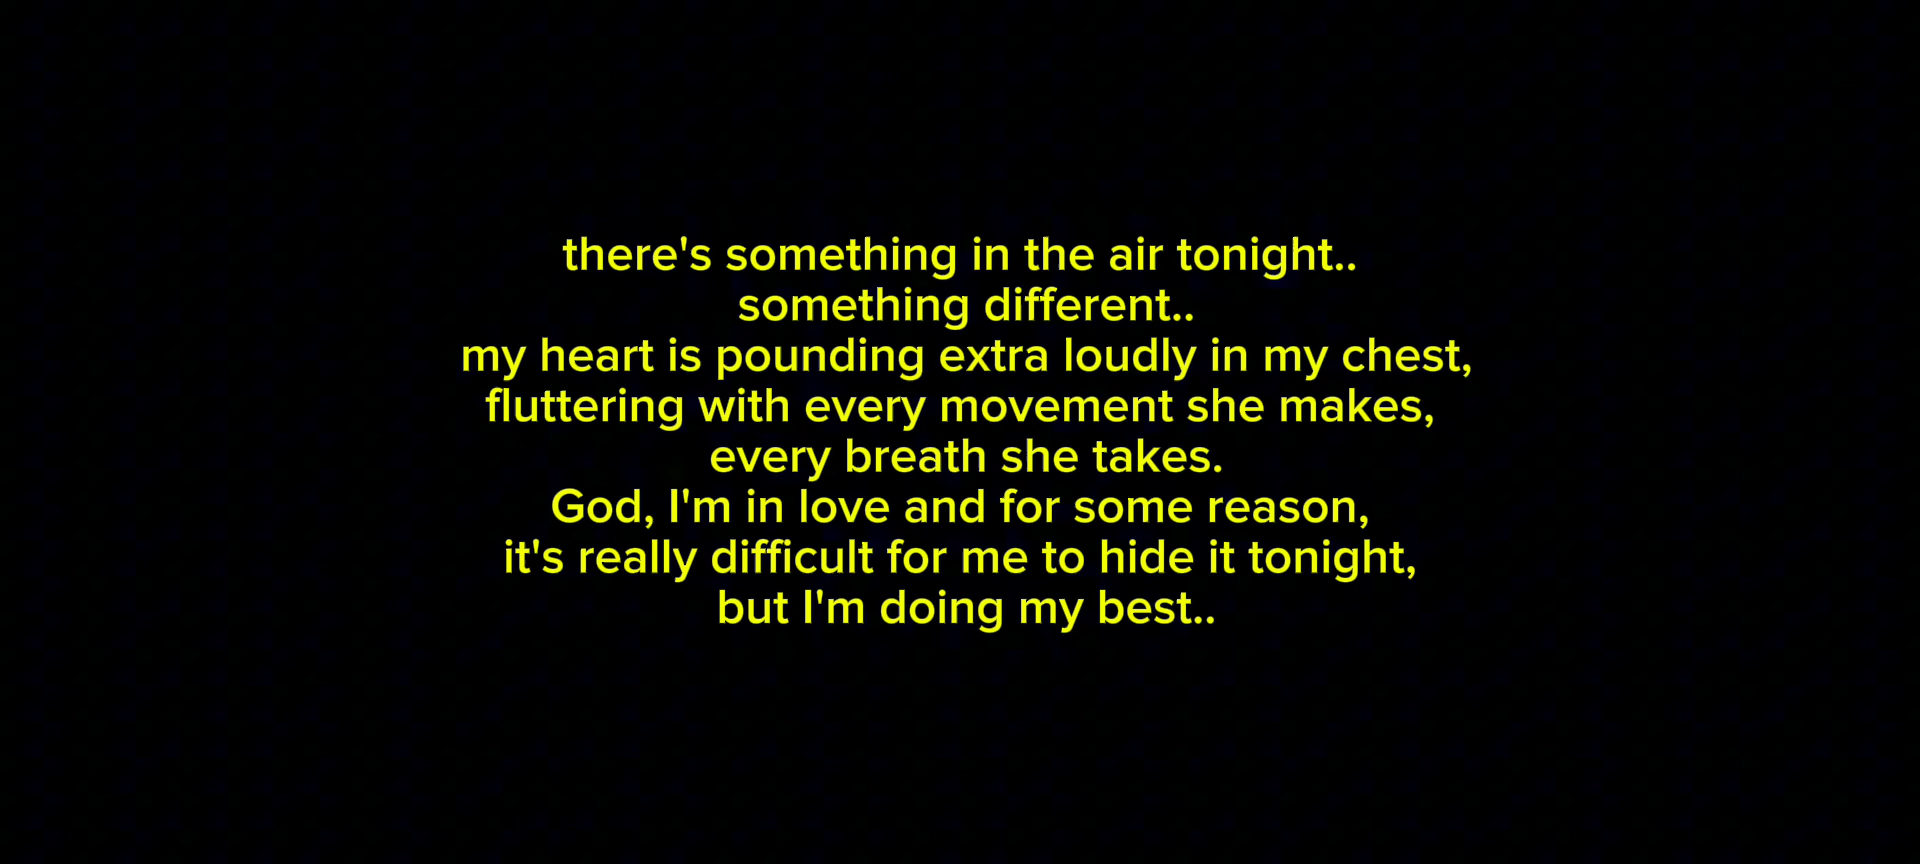 there's something in the air tonight..
something different..
my heart is pounding extra loudly in my chest,
fluttering with every movement she makes,
every breath she takes.
God, I'm in love and for some reason,
it's really difficult for me to hide it tonight,
but I'm doing my best..